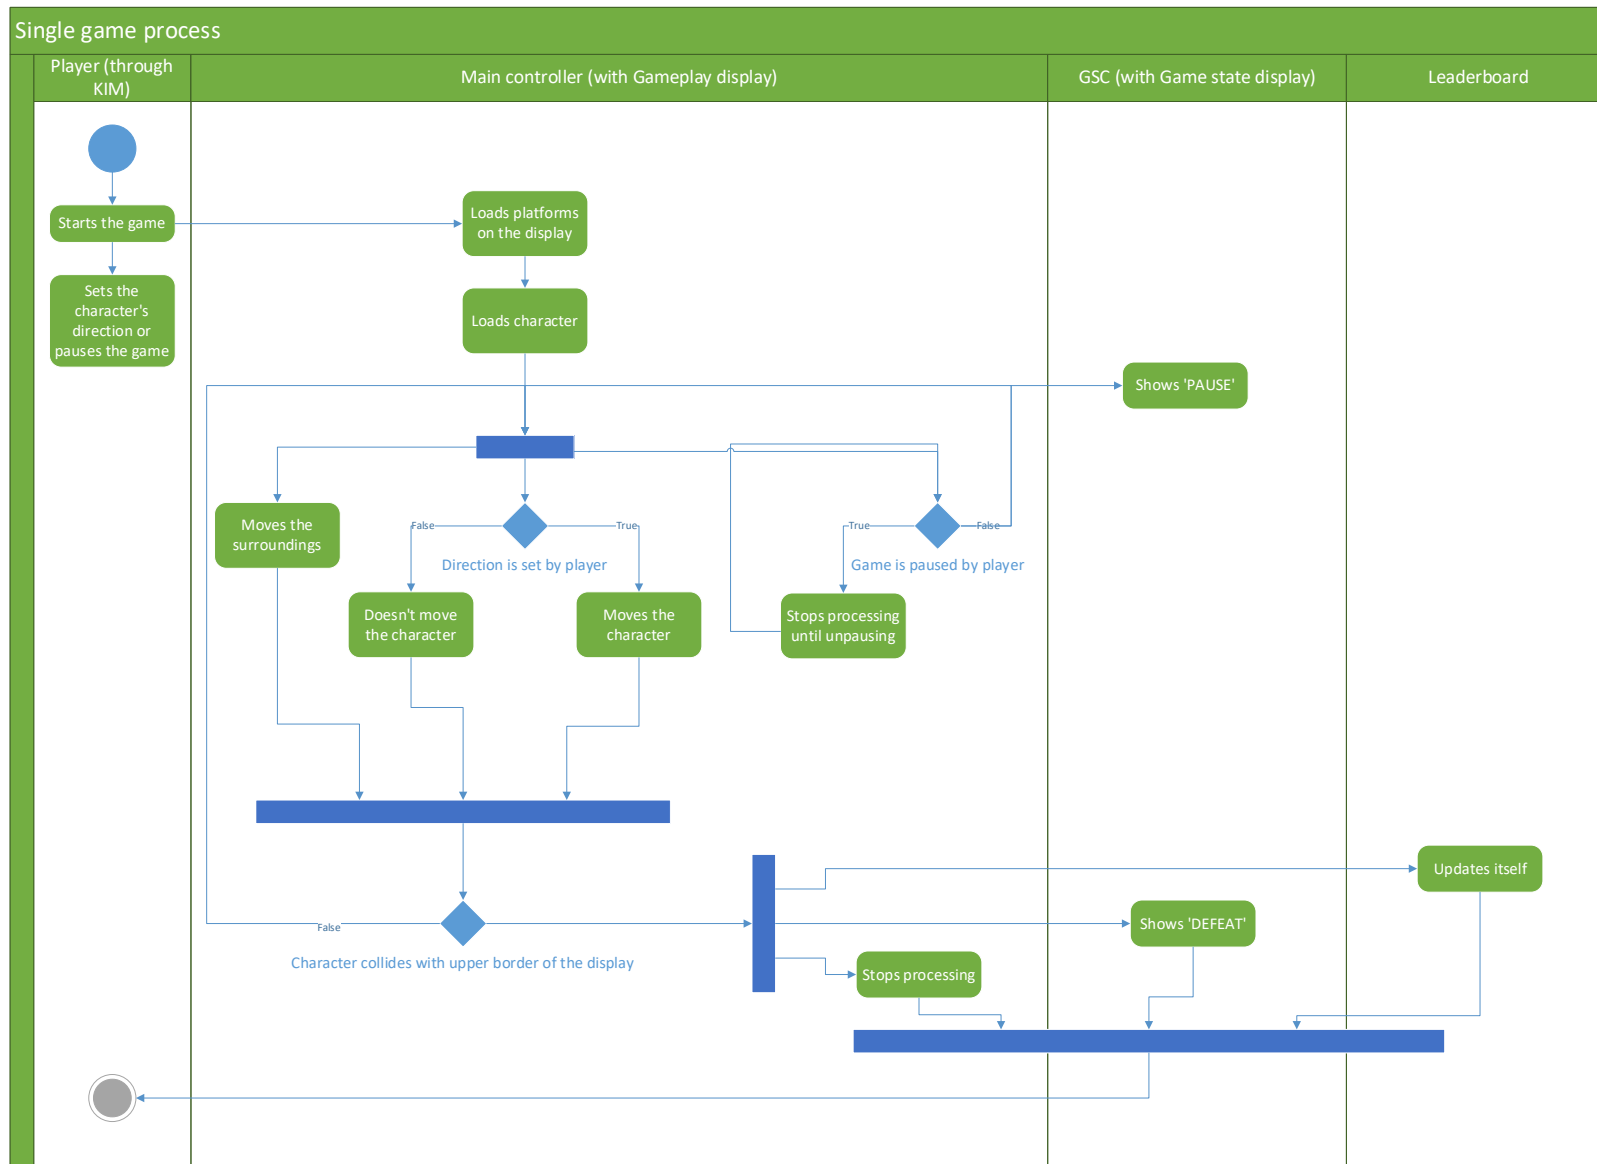 Single game process
Player (through
KIM)
Main controller (with Gameplay display)
GSC (with Game state display)
Leaderboard
Starts the game
Loads platforms
on the display
Sets the
character's
direction or
pauses the game
Loads character
Shows 'PAUSE'
Moves the
surroundings
False
True
True
False
Direction is set by player
Game is paused by player
Doesn't move
the character
Moves the
character
Stops processing
until unpausing
Updates itself
False
Shows 'DEFEAT'
Character collides with upper border of the display
Stops processing